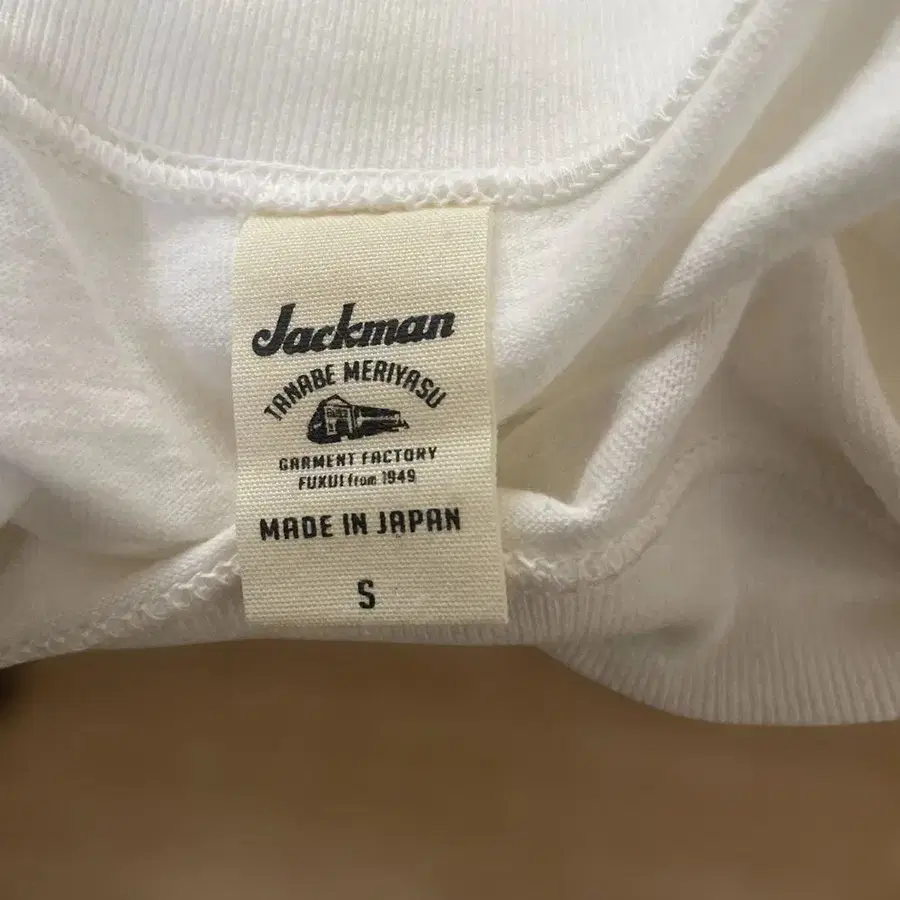 Jackman
TANABE MERIYASU
GARMENT FACTORY
FUKUI from 1949
MADE IN JAPAN
S